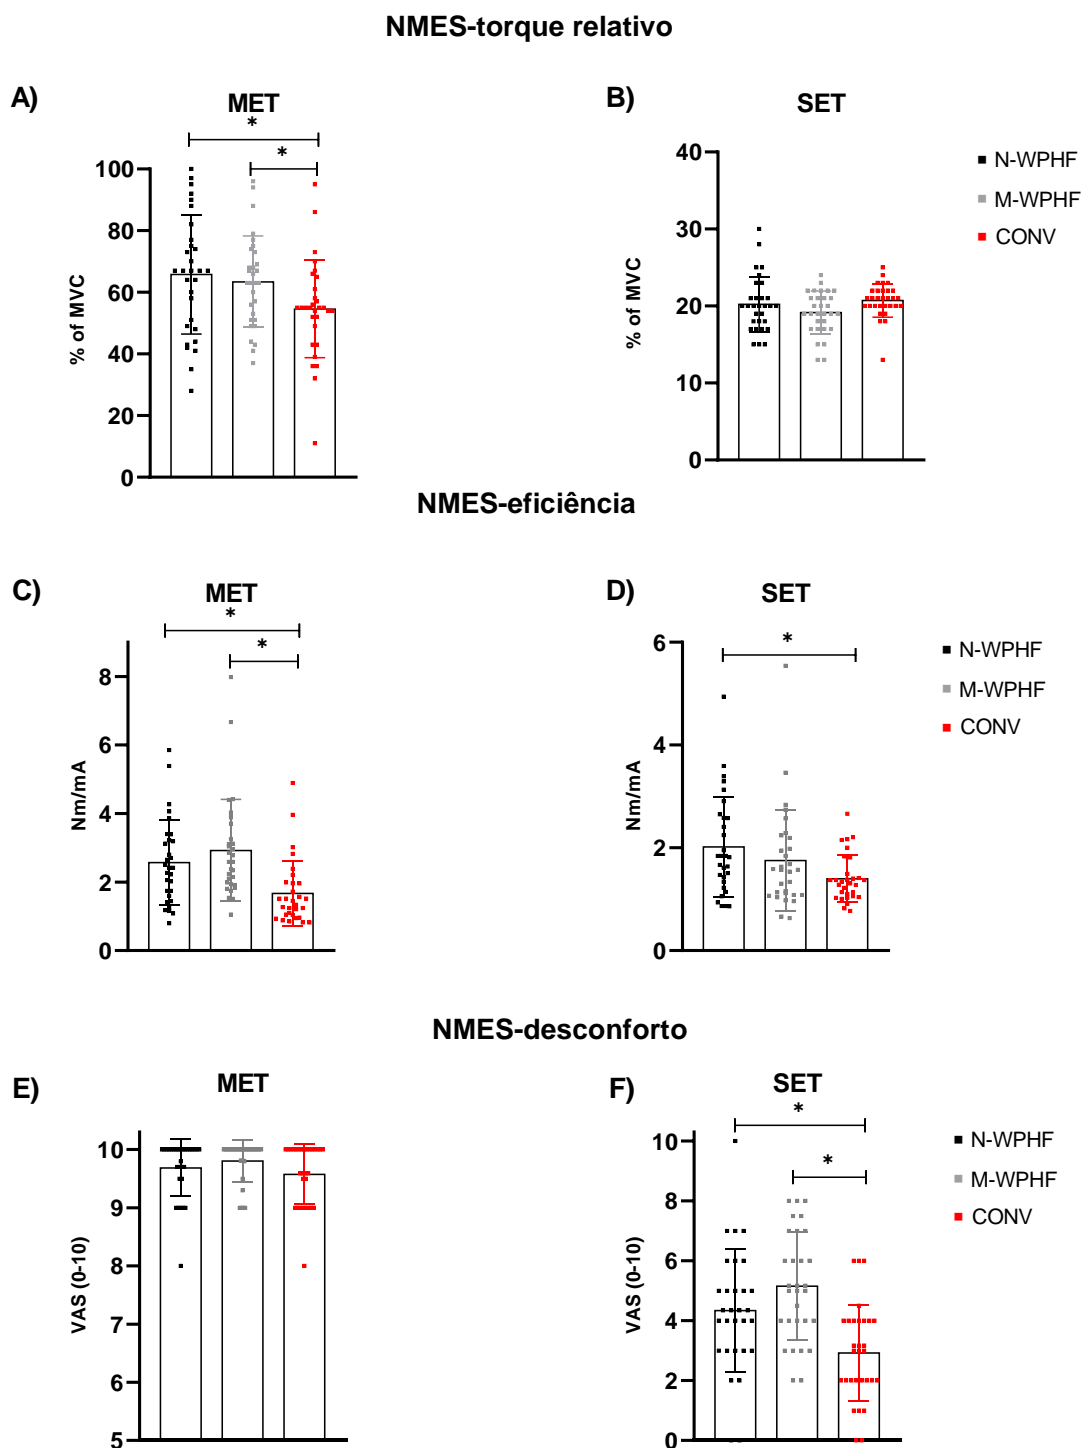 NMES-torque relativo
A)
MET
*
*
% of MVC
100
80
60
40
20
0
B)
SET
% of MVC
40
30
20
10
0
N-WPHF
M-WPHF
CONV
NMES-eficiência
C)
MET
*
*
Nm/mA
8
6
4
2
0
D)
SET
*
Nm/mA
6
4
2
0
N-WPHF
M-WPHF
CONV
NMES-desconforto
E)
MET
VAS (0-10)
10
9
8
7
6
5
F)
SET
*
*
VAS (0-10)
10
8
6
4
2
0
N-WPHF
M-WPHF
CONV